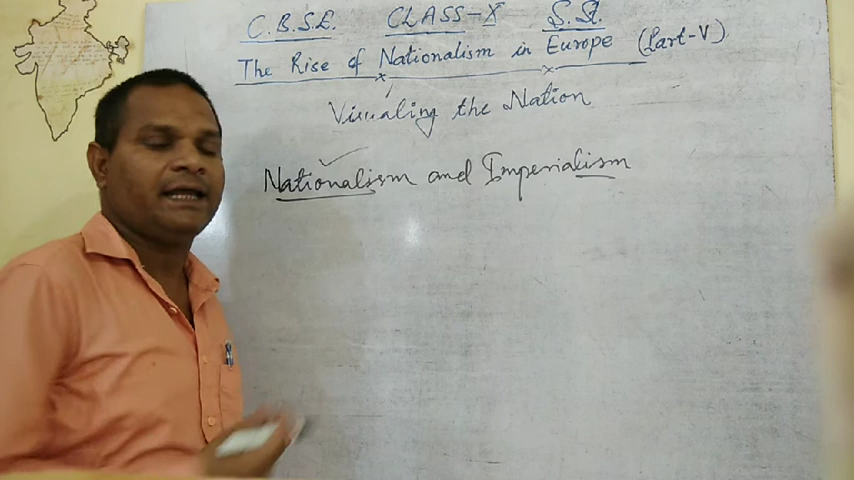 C.B.S.E. CLASS-X S.St.
The Rise of Nationalism in Europe (Part-V)
Visualing the Nation
Nationalism and Imperialism